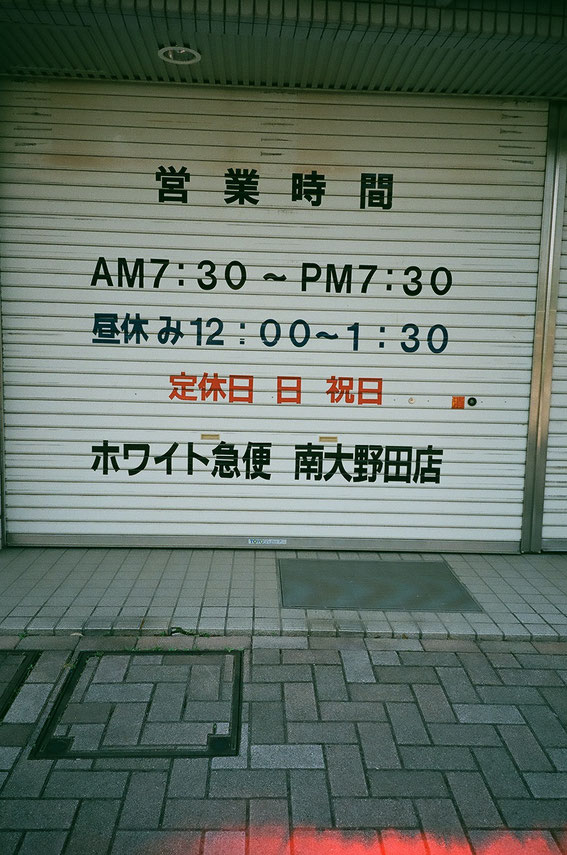 営業時間
AM7:30～PM7:30
昼休み12:00～1:30
定休日 日 祝日
ホワイト急便 南大野田店